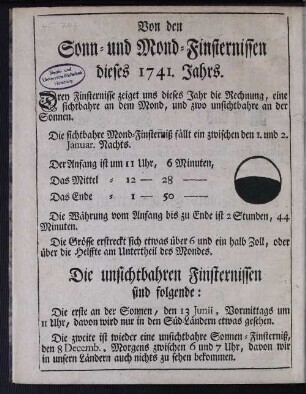 Von den
Sonn- und Mond-Finsternissen
dieses 1741. Jahrs.
Dren Finsternisse zeiget uns dieses Jahr die Rechnung, eine
sichtbahre an dem Mond, und zwo unsichtbahre an der
Sonnen.
Die sichtbahre Mond-Finsterniß fällt ein zwischen den 1. und 2.
Januar. Nachts.
Der Anfang ist um 11 Uhr, 6 Minuten,
Das Mittel - 12 — 28 —
Das Ende - 1 — 50 —
Die Währung vom Anfang bis zu Ende ist 2 Stunden, 44
Minuten.
Die Grösse erstreckt sich etwas über 6 und ein halb Zoll, oder
über die Helffte am Untertheil des Mondes.
Die unsichtbahren Finsternissen
sind folgende:
Die erste an der Sonnen, den 13 Junii, Vormittags um
11 Uhr, davon wird nur in den Süd-Ländern etwas gesehen.
Die zweite ist wieder eine unsichtbahre Sonnen-Finsterniß,
den 8 Decemb., Morgens zwischen 6 und 7 Uhr, davon wir
in unsern Ländern auch nichts zu sehen bekommen.